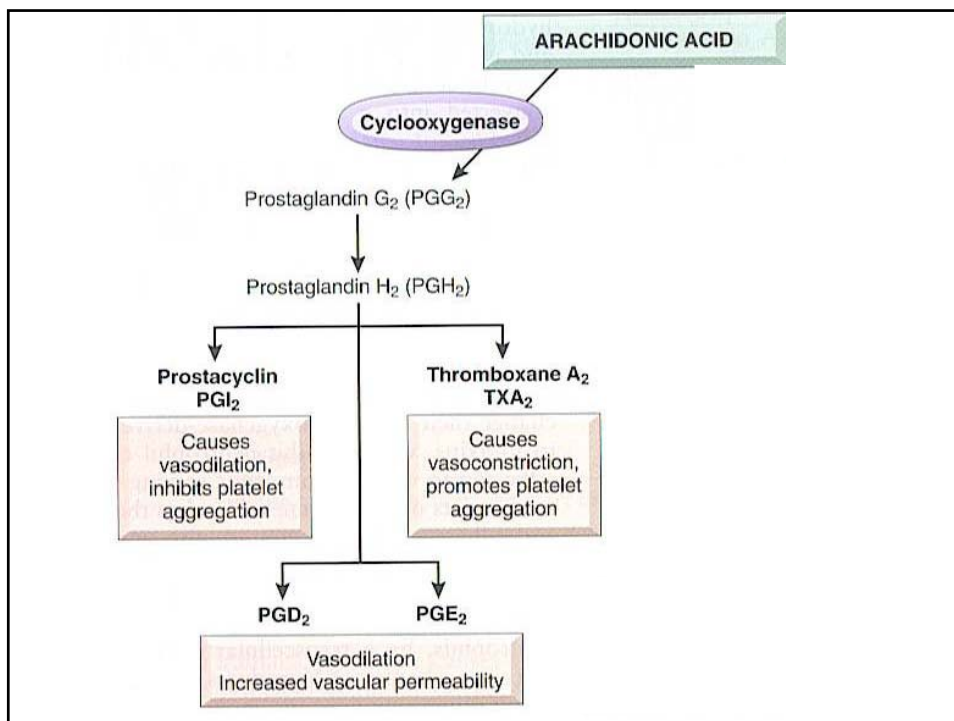 ARACHIDONIC ACID
Cyclooxygenase
Prostaglandin G₂ (PGG₂)
Prostaglandin H₂ (PGH₂)
Prostacyclin
PGI₂
Causes
vasodilation,
inhibits platelet
aggregation
Thromboxane A₂
TXA₂
Causes
vasoconstriction,
promotes platelet
aggregation
PGD₂
PGE₂
Vasodilation
Increased vascular permeability